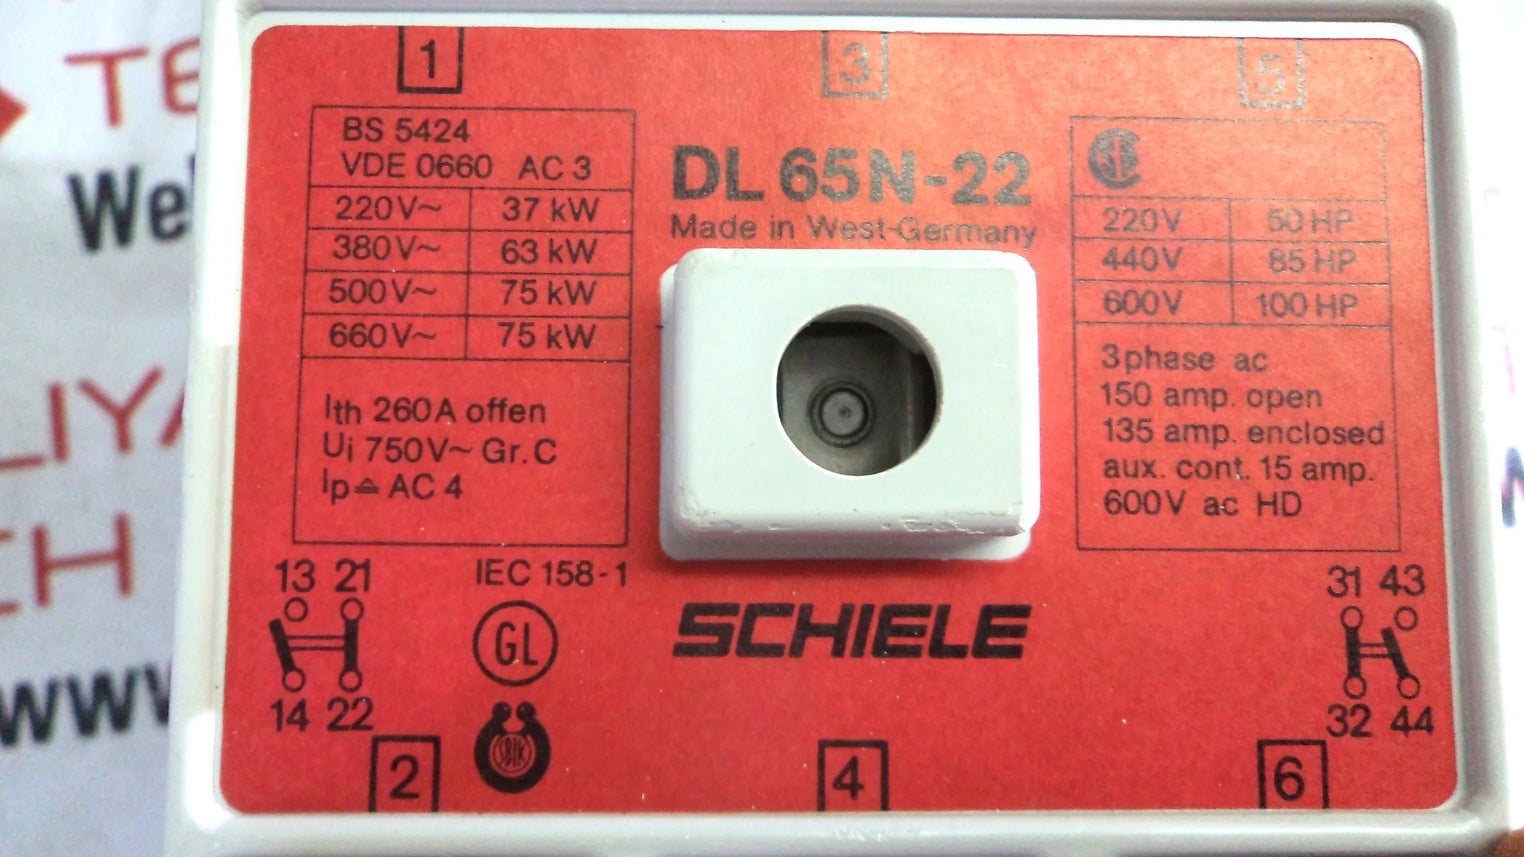 1 3 5
BS 5424
VDE 0660 AC 3
220V~ 37 kW
380V~ 63 kW
500V~ 75 kW
660V~ 75 kW
Ith 260A offen
Ui 750V~ Gr. C
Ip≙ AC 4
DL 65N-22
Made in West-Germany
220V 50 HP
440V 85 HP
600V 100 HP
3 phase ac
150 amp. open
135 amp. enclosed
aux. cont. 15 amp.
600V ac HD
13 21
14 22
IEC 158-1
GL
SBIK
SCHIELE
31 43
32 44
2 4 6